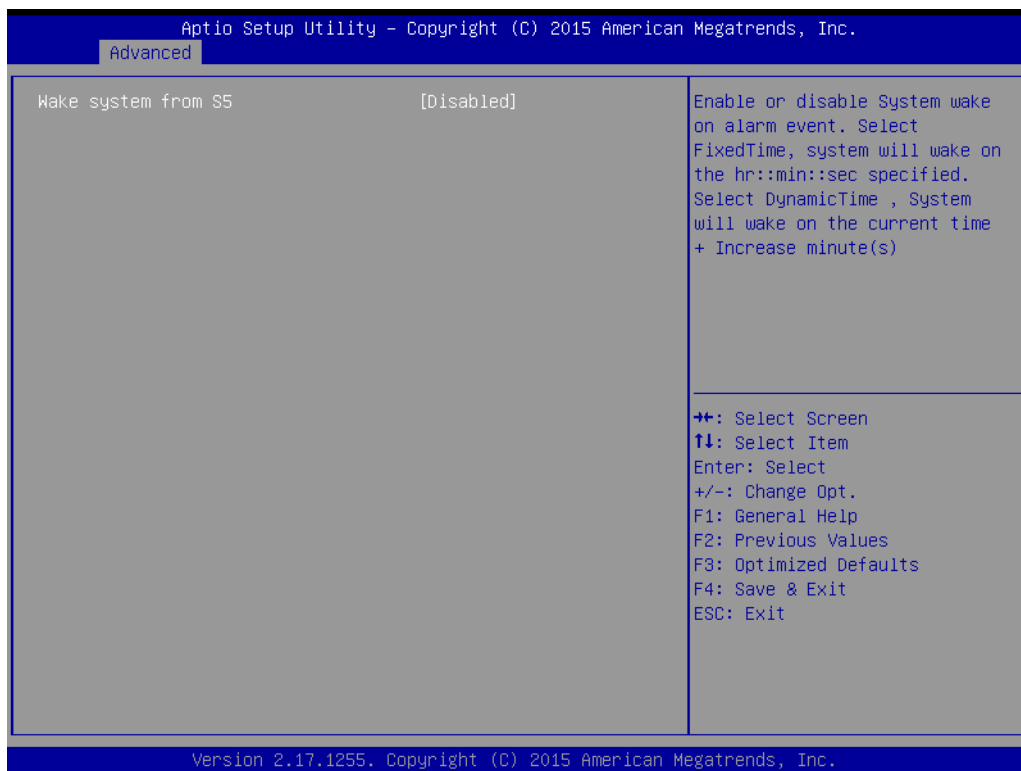 Aptio Setup Utility – Copyright (C) 2015 American Megatrends, Inc.
Advanced
Wake system from S5 [Disabled]
Enable or disable System wake
on alarm event. Select
FixedTime, system will wake on
the hr::min::sec specified.
Select DynamicTime , System
will wake on the current time
+ Increase minute(s)
→←: Select Screen
↑↓: Select Item
Enter: Select
+/-: Change Opt.
F1: General Help
F2: Previous Values
F3: Optimized Defaults
F4: Save & Exit
ESC: Exit
Version 2.17.1255. Copyright (C) 2015 American Megatrends, Inc.